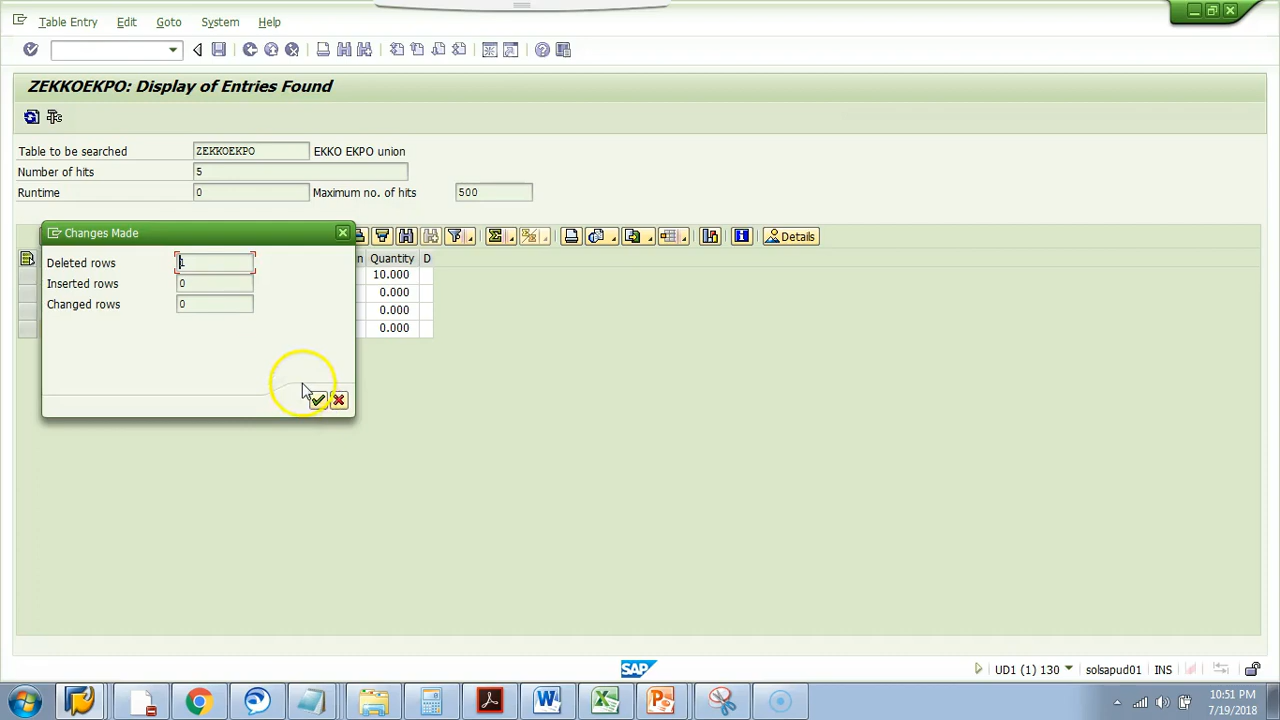 Table Entry Edit Goto System Help
ZEKKOEKPO: Display of Entries Found
Table to be searched ZEKKOEKPO EKKO EKPO union
Number of hits 5
Runtime 0 Maximum no. of hits 500
Changes Made
Details
Deleted rows 1
Inserted rows 0
Changed rows 0
n Quantity D
10.000
0.000
0.000
0.000
SAP
UD1 (1) 130 solsapud01 INS
10:51 PM
7/19/2018